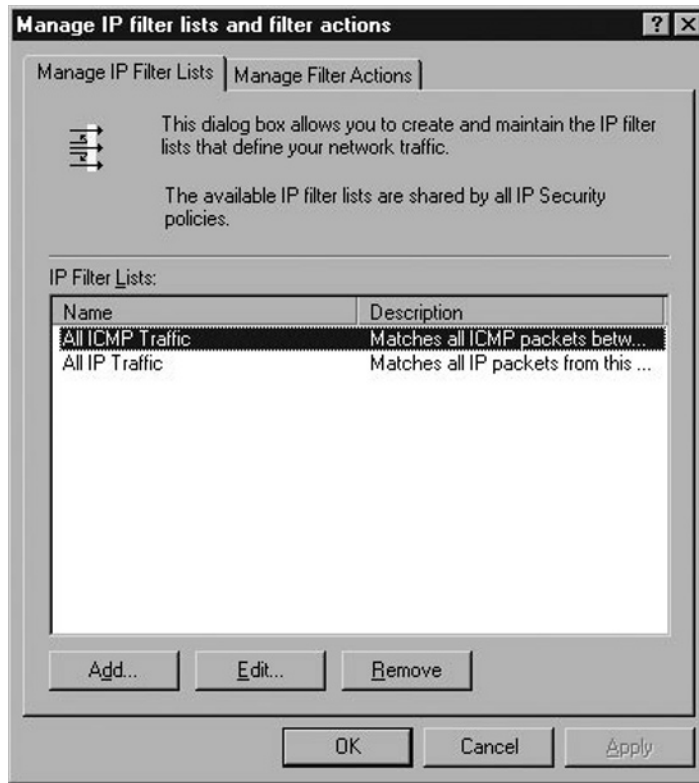 Manage IP filter lists and filter actions
Manage IP Filter Lists
Manage Filter Actions
This dialog box allows you to create and maintain the IP filter
lists that define your network traffic.
The available IP filter lists are shared by all IP Security
policies.
IP Filter Lists:
Name Description
All ICMP Traffic Matches all ICMP packets betw...
All IP Traffic Matches all IP packets from this ...
Add... Edit... Remove
OK Cancel Apply